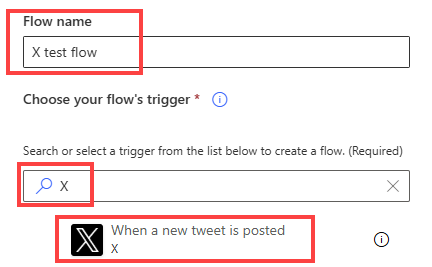 Flow name
X test flow
Choose your flow's trigger *
Search or select a trigger from the list below to create a flow. (Required)
X
When a new tweet is posted
X